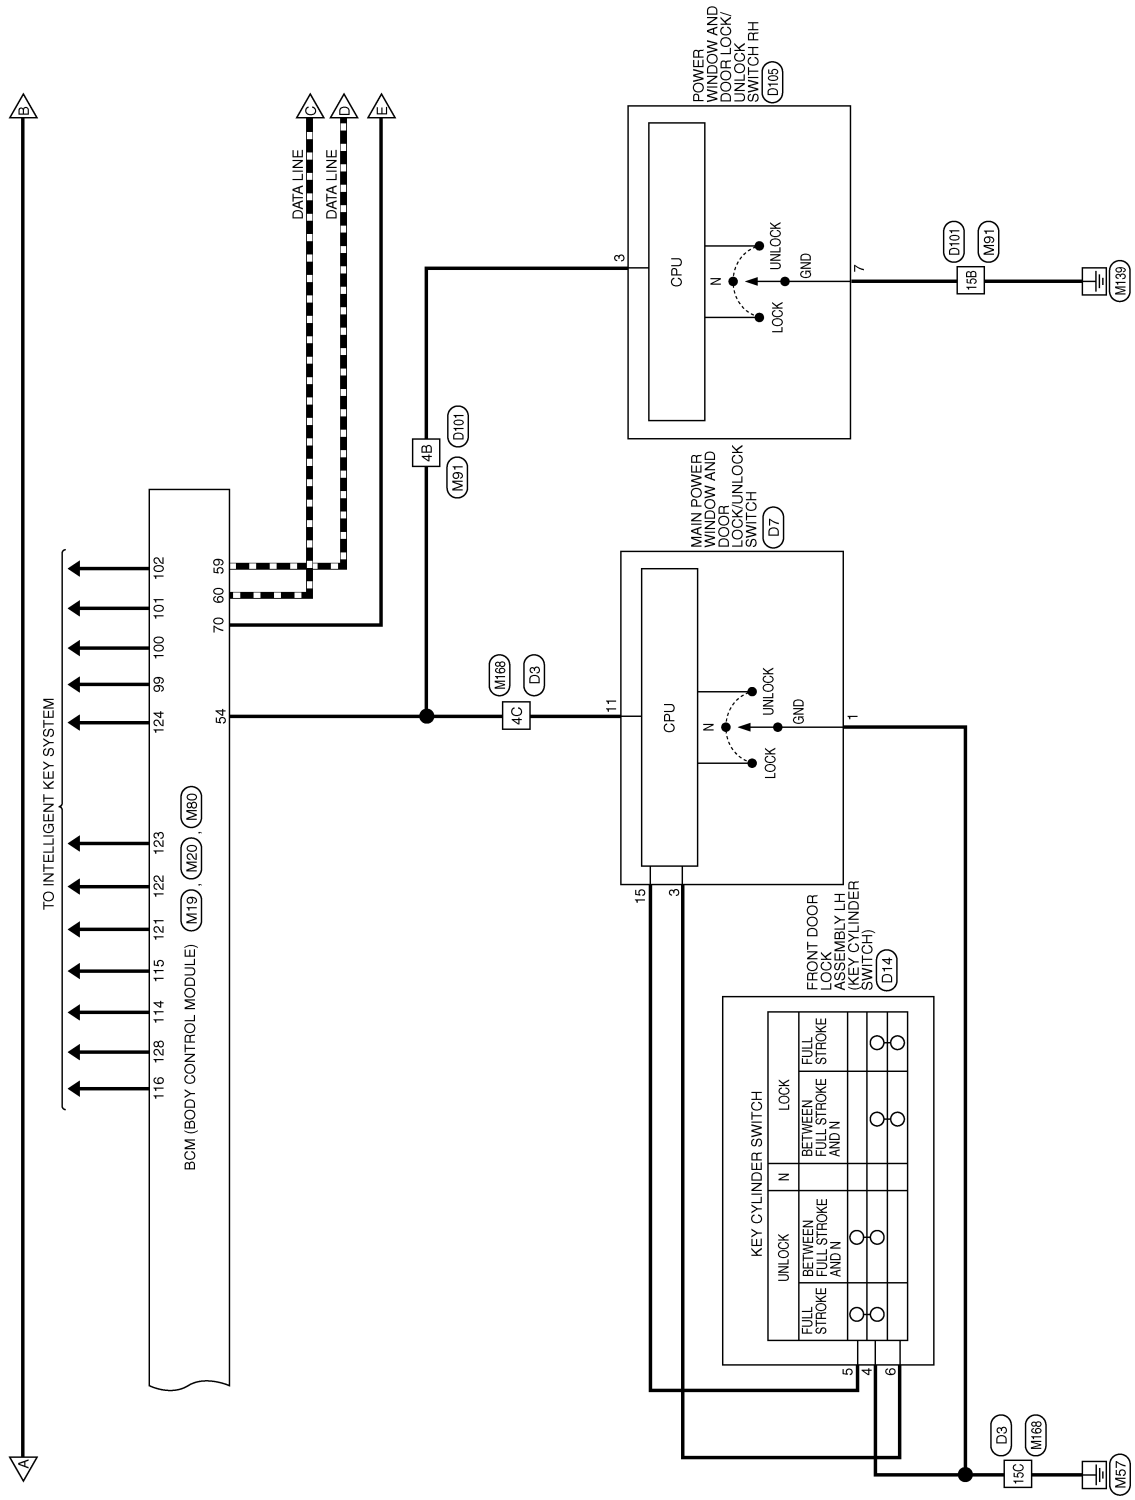 A
B
TO INTELLIGENT KEY SYSTEM
116
128
114
115
121
122
123
124
99
100
101
102
BCM (BODY CONTROL MODULE) M19 , M20 , M80
54
70
60
59
DATA LINE
C
DATA LINE
D
E
4B
M91
D101
4C
M168
D3
11
3
15
3
CPU
N
LOCK
UNLOCK
GND
1
MAIN POWER
WINDOW AND
DOOR
LOCK/UNLOCK
SWITCH
D7
CPU
N
LOCK
UNLOCK
GND
7
POWER
WINDOW AND
DOOR LOCK/
UNLOCK
SWITCH RH
D105
15B
D101
M91
M139
FRONT DOOR
LOCK
ASSEMBLY LH
(KEY CYLINDER
SWITCH)
D14
KEY CYLINDER SWITCH
UNLOCK
N
LOCK
FULL
STROKE
BETWEEN
FULL STROKE
AND N
BETWEEN
FULL STROKE
AND N
FULL
STROKE
5
4
6
15C
D3
M168
M57